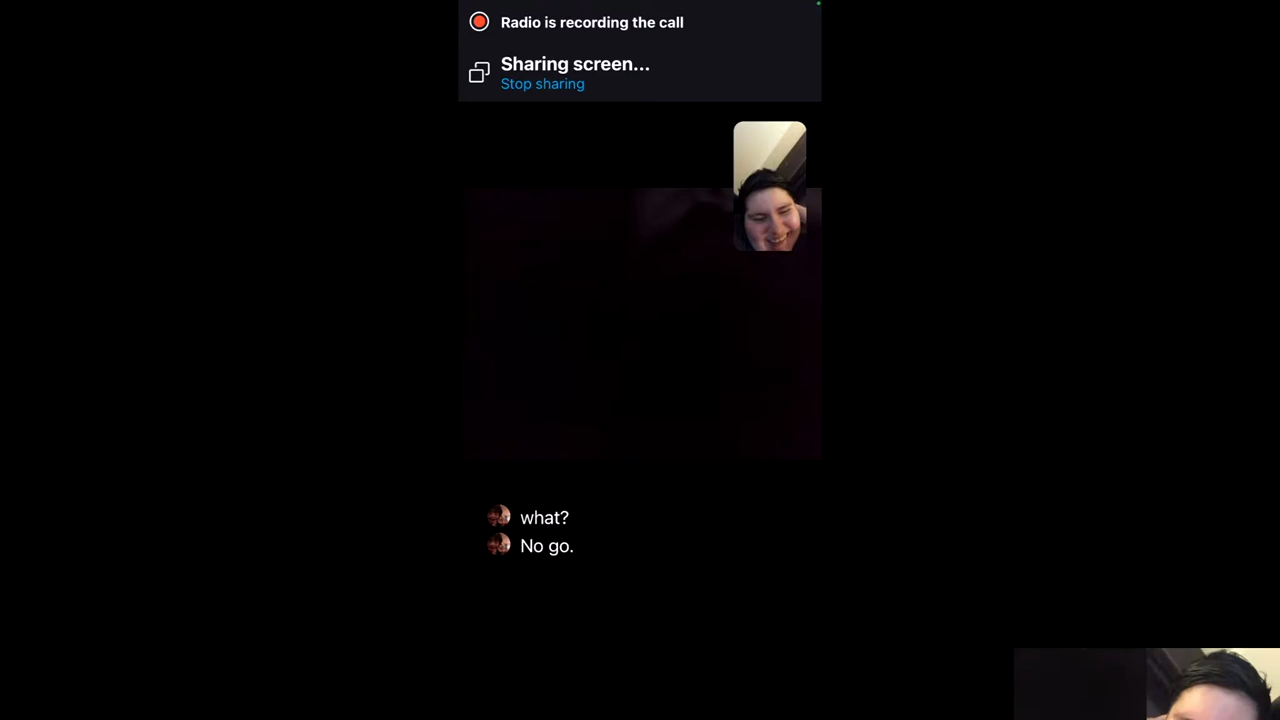 Radio is recording the call
Sharing screen...
Stop sharing
what?
No go.